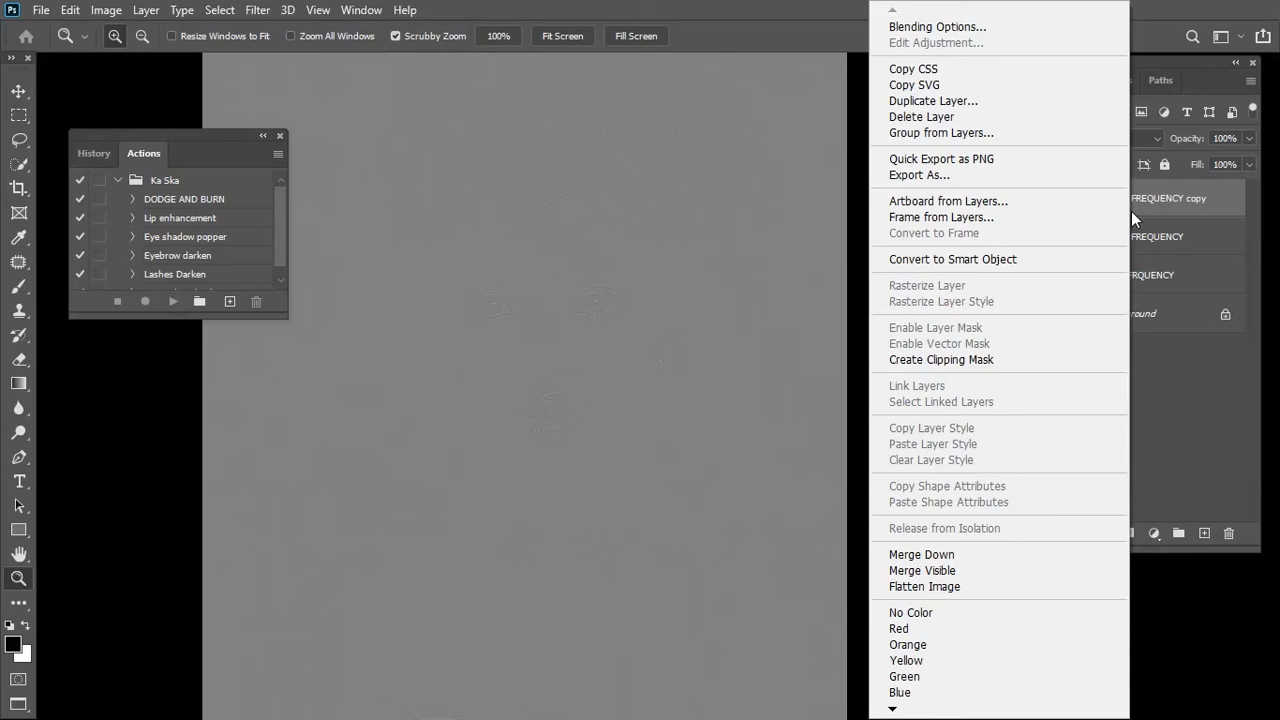 Ps File Edit Image Layer Type Select Filter 3D View Window Help
Resize Windows to Fit Zoom All Windows Scrubby Zoom 100% Fit Screen Fill Screen
History Actions
Ka Ska
DODGE AND BURN
Lip enhancement
Eye shadow popper
Eyebrow darken
Lashes Darken
Blending Options...
Edit Adjustment...
Copy CSS
Copy SVG
Duplicate Layer...
Delete Layer
Group from Layers...
Quick Export as PNG
Export As...
Artboard from Layers...
Frame from Layers...
Convert to Frame
Convert to Smart Object
Rasterize Layer
Rasterize Layer Style
Enable Layer Mask
Enable Vector Mask
Create Clipping Mask
Link Layers
Select Linked Layers
Copy Layer Style
Paste Layer Style
Clear Layer Style
Copy Shape Attributes
Paste Shape Attributes
Release from Isolation
Merge Down
Merge Visible
Flatten Image
No Color
Red
Orange
Yellow
Green
Blue
Paths
Opacity: 100%
Fill: 100%
FREQUENCY copy
FREQUENCY
FRQUENCY
round